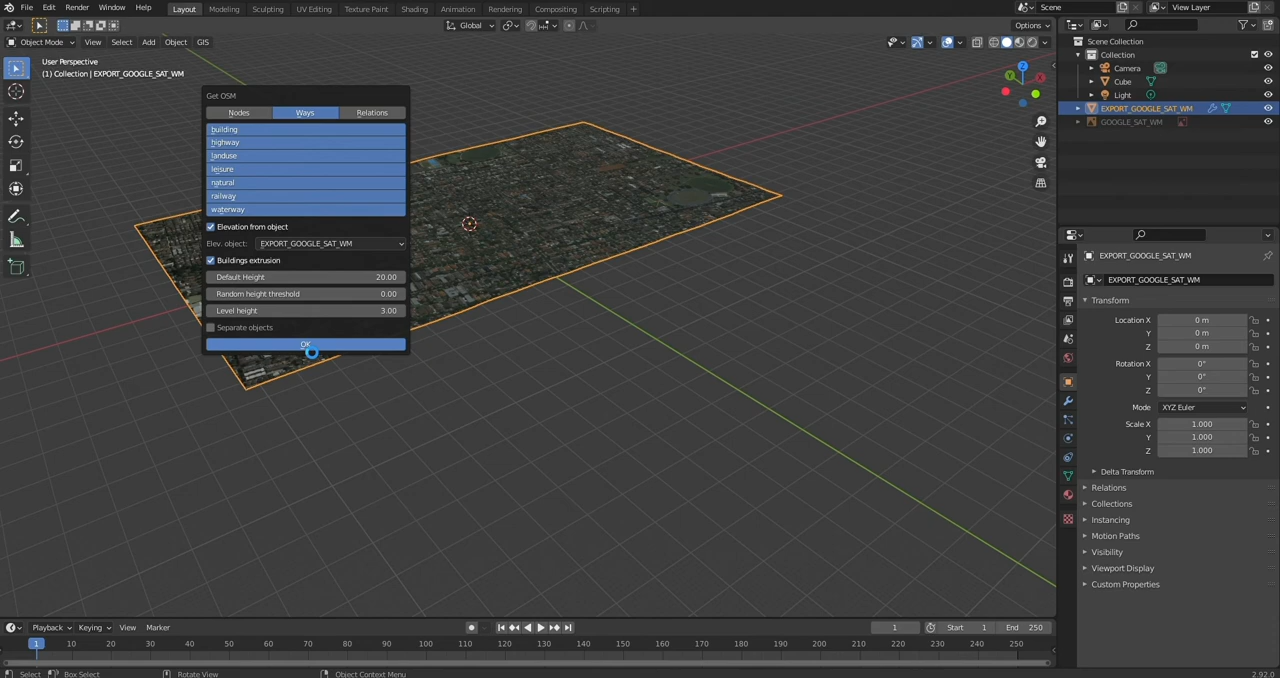 File Edit Render Window Help Layout Modeling Sculpting UV Editing Texture Paint Shading Animation Rendering Compositing Scripting + Scene View Layer
Global Options
Object Mode View Select Add Object GIS
User Perspective
(1) Collection | EXPORT_GOOGLE_SAT_WM
Get OSM
Nodes Ways Relations
building
highway
landuse
leisure
natural
railway
waterway
Elevation from object
Elev. object: EXPORT_GOOGLE_SAT_WM
Buildings extrusion
Default Height 20.00
Random height threshold 0.00
Level height 3.00
Separate objects
OK
Z
Y
X
Scene Collection
Collection
Camera
Cube
Light
EXPORT_GOOGLE_SAT_WM
GOOGLE_SAT_WM
EXPORT_GOOGLE_SAT_WM
EXPORT_GOOGLE_SAT_WM
Transform
Location X 0 m
Y 0 m
Z 0 m
Rotation X 0°
Y 0°
Z 0°
Mode XYZ Euler
Scale X 1.000
Y 1.000
Z 1.000
Delta Transform
Relations
Collections
Instancing
Motion Paths
Visibility
Viewport Display
Custom Properties
Playback Keying View Marker 1 Start 1 End 250
1 10 20 30 40 50 60 70 80 90 100 110 120 130 140 150 160 170 180 190 200 210 220 230 240 250
Select Box Select Rotate View Object Context Menu 2.92.0